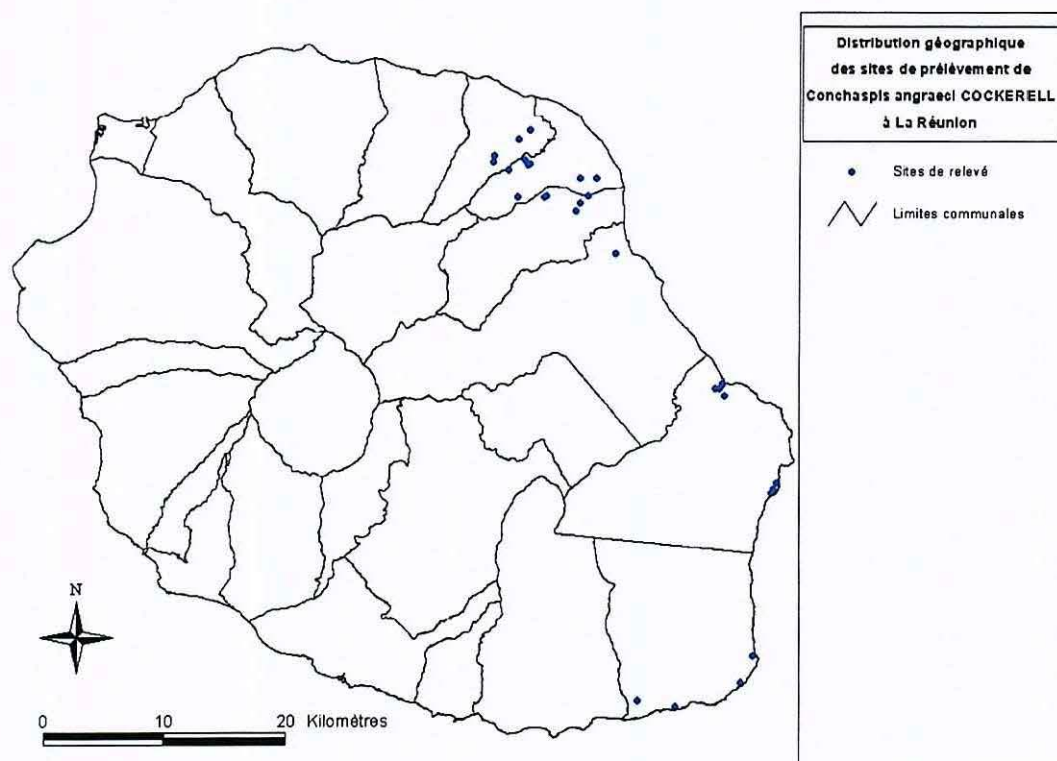 Distribution géographique
des sites de prélèvement de
Conchaspis angraeci COCKERELL
à La Réunion
Sites de relevé
Limites communales
N
0 10 20 Kilomètres